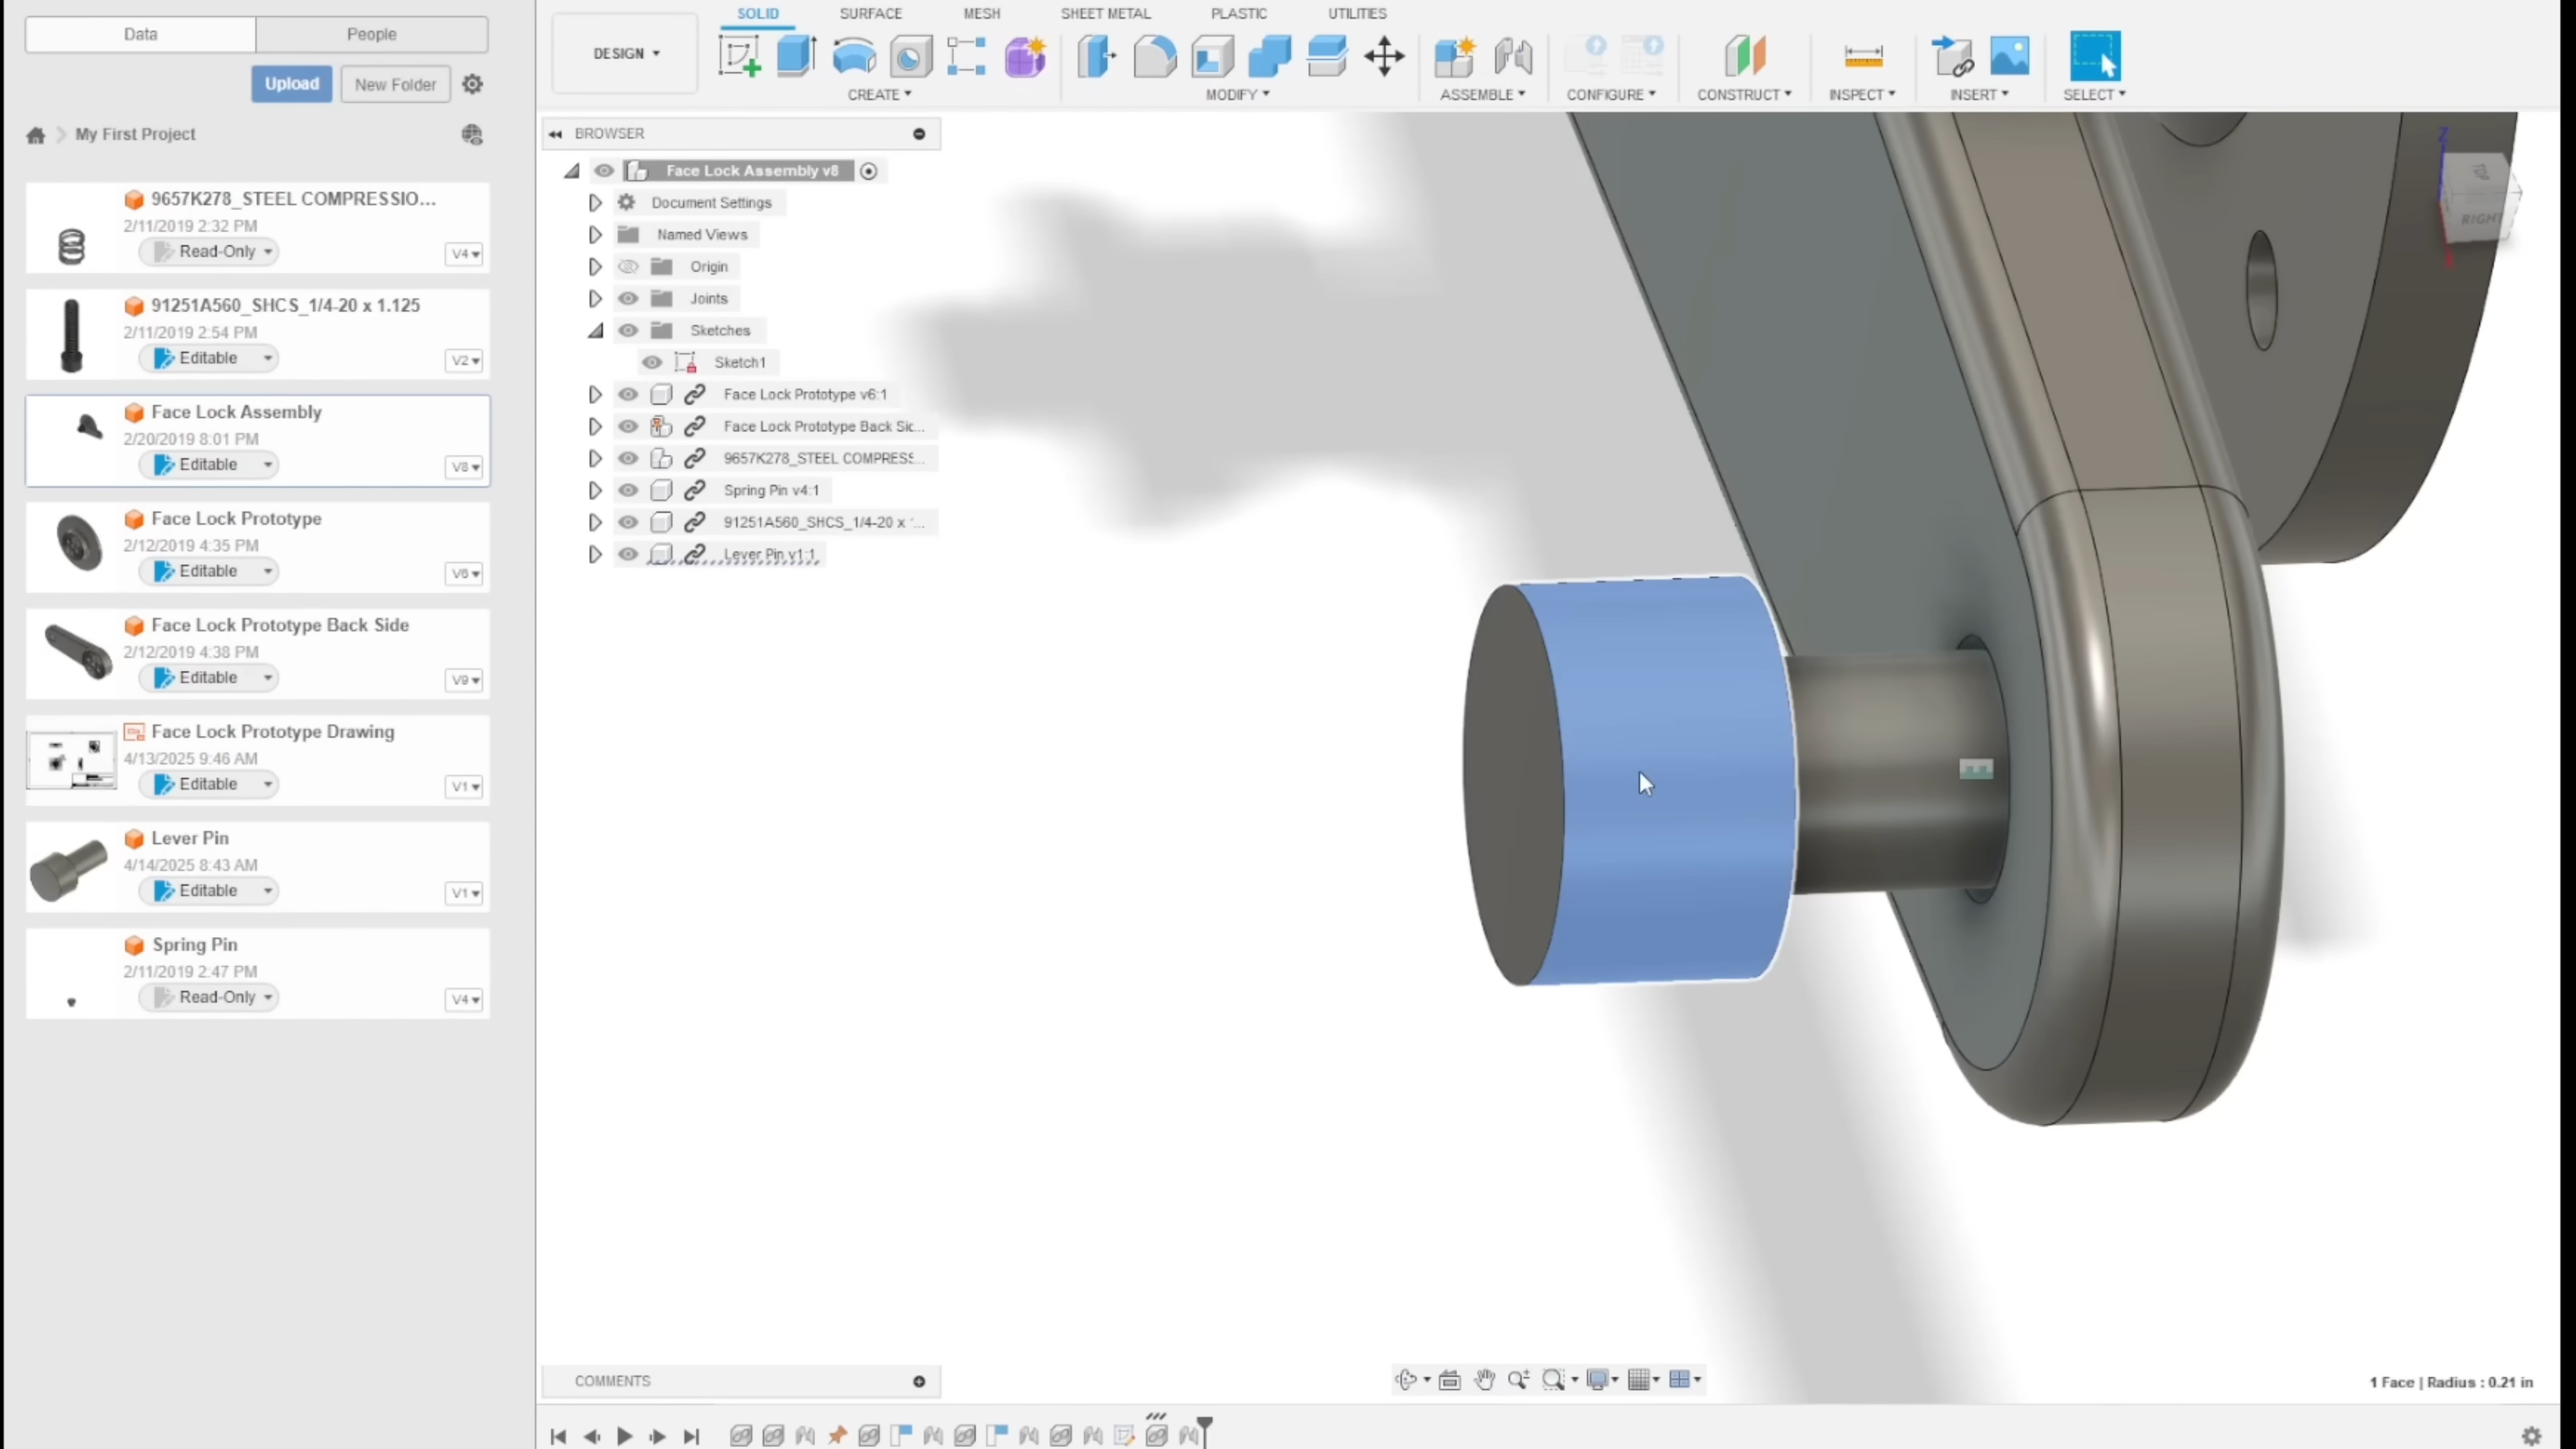 Data
People
Upload
New Folder
My First Project
9657K278_STEEL COMPRESSIO...
2/11/2019 2:32 PM
Read-Only
V4
91251A560_SHCS_1/4-20 x 1.125
2/11/2019 2:54 PM
Editable
V2
Face Lock Assembly
2/20/2019 8:01 PM
Editable
V8
Face Lock Prototype
2/12/2019 4:35 PM
Editable
V6
Face Lock Prototype Back Side
2/12/2019 4:38 PM
Editable
V9
Face Lock Prototype Drawing
4/13/2025 9:46 AM
Editable
V1
Lever Pin
4/14/2025 8:43 AM
Editable
V1
Spring Pin
2/11/2019 2:47 PM
Read-Only
V4
DESIGN
SOLID
SURFACE
MESH
SHEET METAL
PLASTIC
UTILITIES
CREATE
MODIFY
ASSEMBLE
CONFIGURE
CONSTRUCT
INSPECT
INSERT
SELECT
BROWSER
Face Lock Assembly v8
Document Settings
Named Views
Origin
Joints
Sketches
Sketch1
Face Lock Prototype v6:1
Face Lock Prototype Back Sic...
9657K278_STEEL COMPRESS...
Spring Pin v4:1
91251A560_SHCS_1/4-20 x ...
Lever Pin v1:1
Z
TOP
RIGHT
COMMENTS
1 Face | Radius : 0.21 in